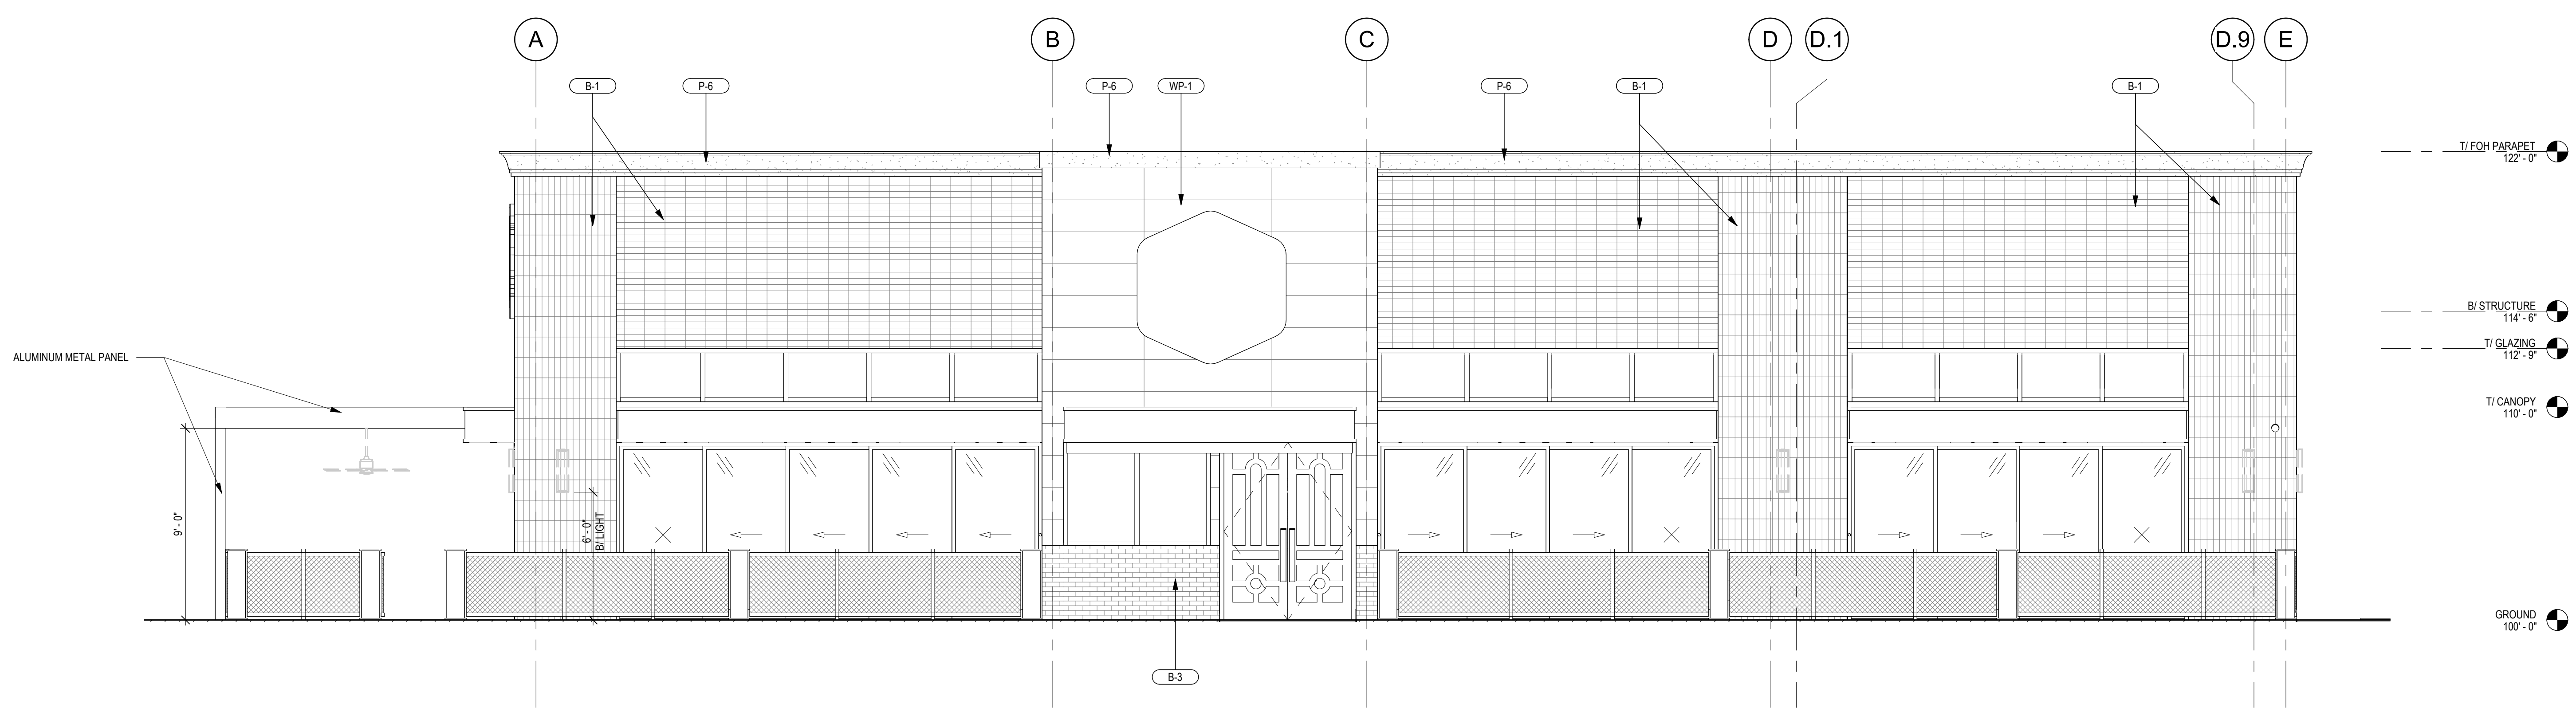 A
B
C
D
D.1
D.9
E
B-1
P-6
P-6
WP-1
P-6
B-1
B-1
T/ FOH PARAPET
122' - 0"
B/ STRUCTURE
114' - 6"
T/ GLAZING
112' - 9"
T/ CANOPY
110' - 0"
GROUND
100' - 0"
ALUMINUM METAL PANEL
9' - 0"
6' - 0"
B/ LIGHT
B-3